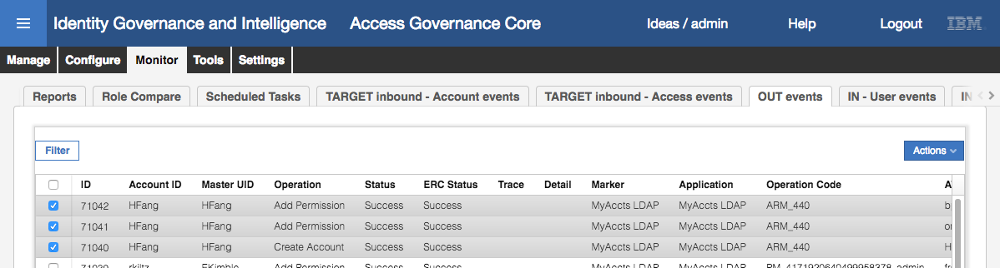 Identity Governance and Intelligence Access Governance Core Ideas / admin Help Logout IBM
Manage Configure Monitor Tools Settings
Reports Role Compare Scheduled Tasks TARGET inbound - Account events TARGET inbound - Access events OUT events IN - User events IN
Filter Actions
ID Account ID Master UID Operation Status ERC Status Trace Detail Marker Application Operation Code
71042 HFang HFang Add Permission Success Success MyAccts LDAP MyAccts LDAP ARM_440
71041 HFang HFang Add Permission Success Success MyAccts LDAP MyAccts LDAP ARM_440
71040 HFang HFang Create Account Success Success MyAccts LDAP MyAccts LDAP ARM_440
71039 rkiltz FKimble Add Permission Success Success MyAccts LDAP MyAccts LDAP